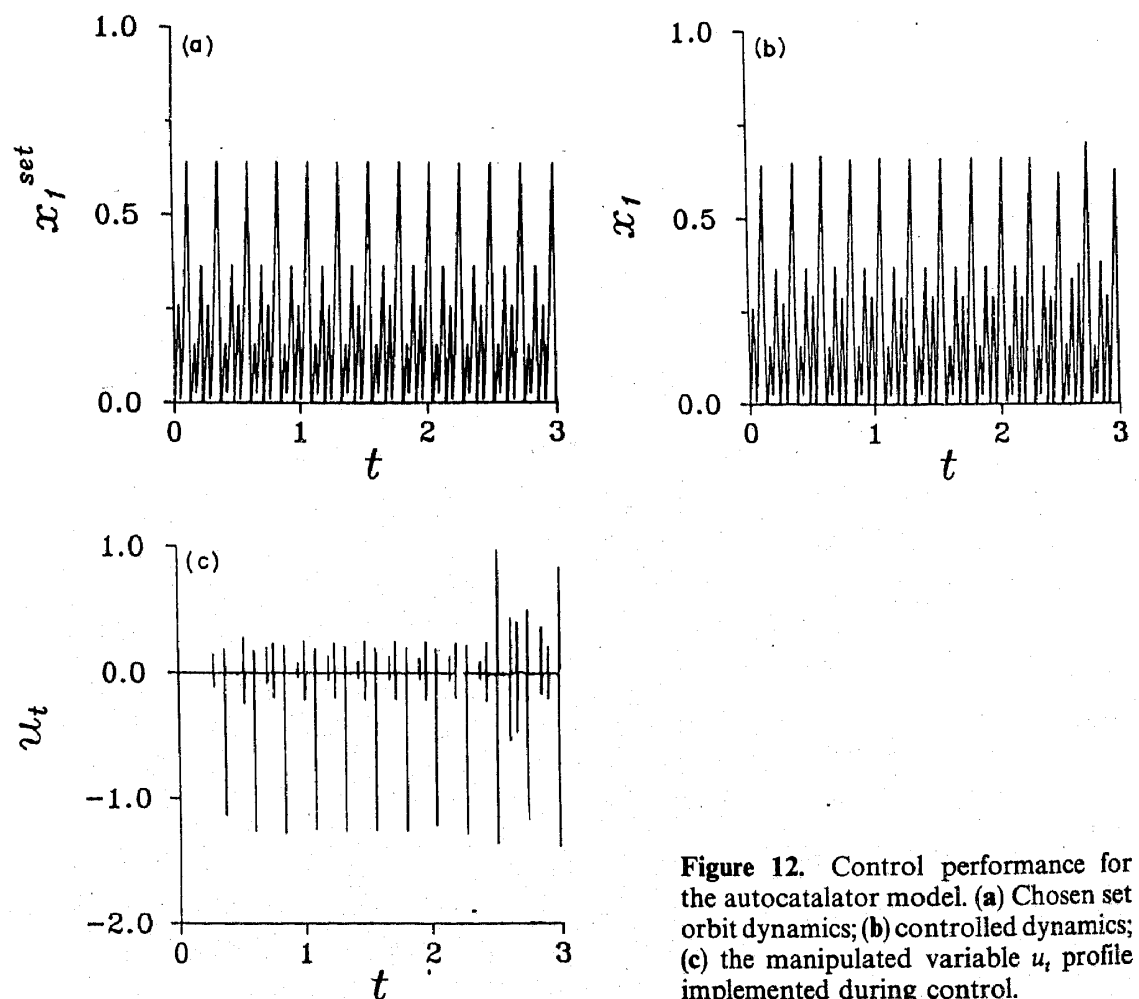 1.0
(a)
x₁ set
0.5
0.0
0
1
2
3
t
1.0
(b)
x₁
0.5
0.0
0
1
2
3
t
1.0
(c)
0.0
uₜ
−1.0
−2.0
0
1
2
3
t
Figure 12. Control performance for
the autocatalator model. (a) Chosen set
orbit dynamics; (b) controlled dynamics;
(c) the manipulated variable uₜ profile
implemented during control.